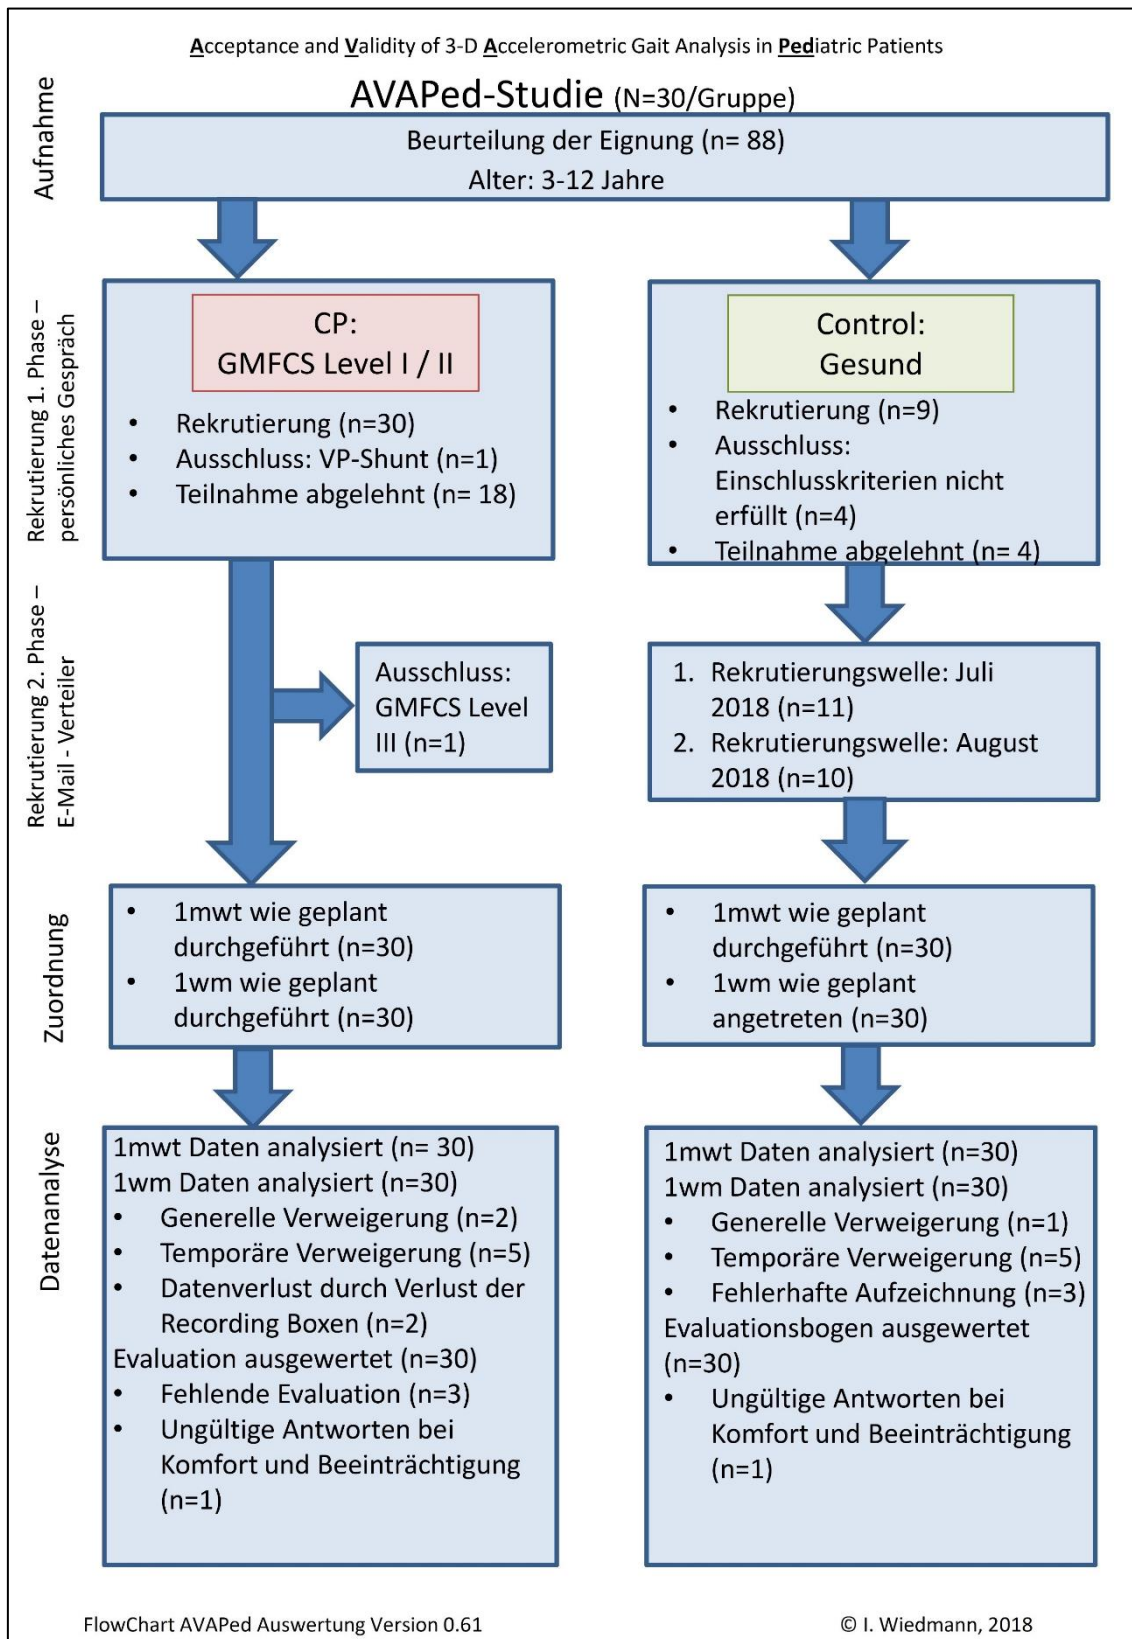 Acceptance and Validity of 3-D Accelerometric Gait Analysis in Pediatric Patients
AVAPed-Studie (N=30/Gruppe)
Aufnahme
Beurteilung der Eignung (n= 88)
Alter: 3-12 Jahre
Rekrutierung 1. Phase –
persönliches Gespräch
CP:
GMFCS Level I / II
• Rekrutierung (n=30)
• Ausschluss: VP-Shunt (n=1)
• Teilnahme abgelehnt (n= 18)
Control:
Gesund
• Rekrutierung (n=9)
• Ausschluss:
Einschlusskriterien nicht
erfüllt (n=4)
• Teilnahme abgelehnt (n= 4)
Rekrutierung 2. Phase –
E-Mail - Verteiler
Ausschluss:
GMFCS Level
III (n=1)
1. Rekrutierungswelle: Juli
2018 (n=11)
2. Rekrutierungswelle: August
2018 (n=10)
Zuordnung
• 1mwt wie geplant
durchgeführt (n=30)
• 1wm wie geplant
durchgeführt (n=30)
• 1mwt wie geplant
durchgeführt (n=30)
• 1wm wie geplant
angetreten (n=30)
Datenanalyse
1mwt Daten analysiert (n= 30)
1wm Daten analysiert (n=30)
• Generelle Verweigerung (n=2)
• Temporäre Verweigerung (n=5)
• Datenverlust durch Verlust der
Recording Boxen (n=2)
Evaluation ausgewertet (n=30)
• Fehlende Evaluation (n=3)
• Ungültige Antworten bei
Komfort und Beeinträchtigung
(n=1)
1mwt Daten analysiert (n=30)
1wm Daten analysiert (n=30)
• Generelle Verweigerung (n=1)
• Temporäre Verweigerung (n=5)
• Fehlerhafte Aufzeichnung (n=3)
Evaluationsbogen ausgewertet
(n=30)
• Ungültige Antworten bei
Komfort und Beeinträchtigung
(n=1)
FlowChart AVAPed Auswertung Version 0.61
© I. Wiedmann, 2018